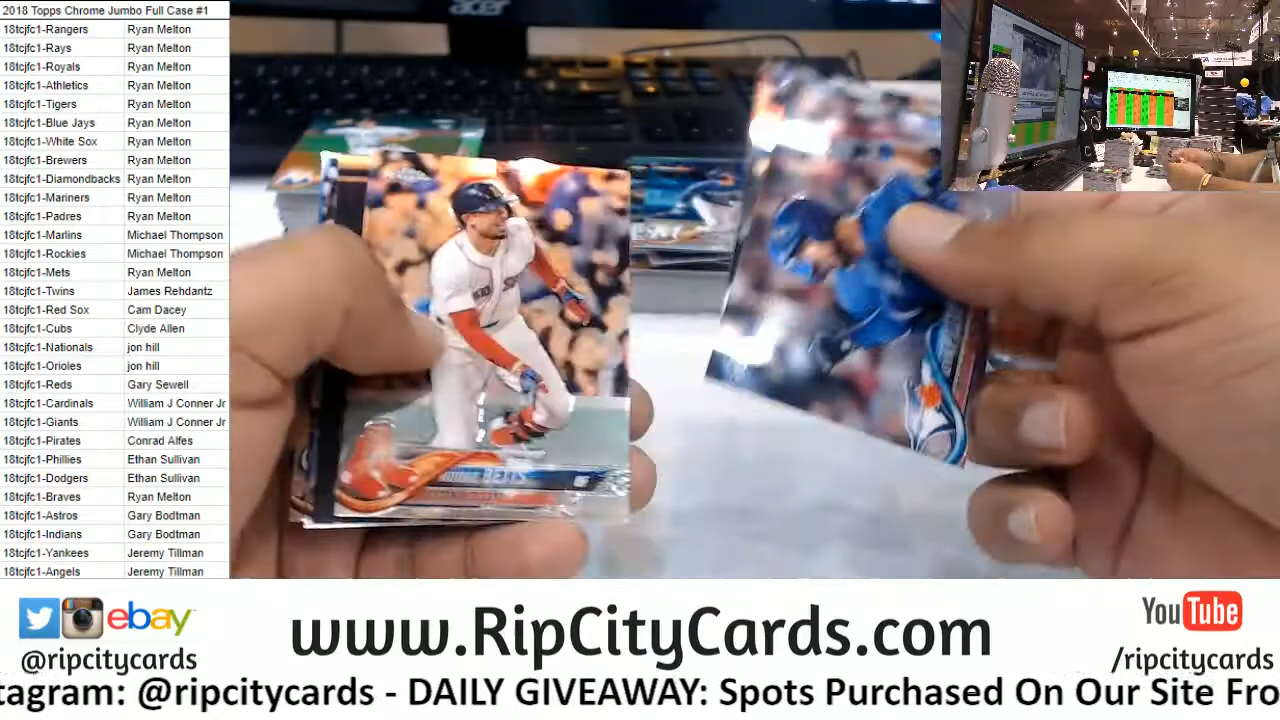 2018 Topps Chrome Jumbo Full Case #1
18tcjfc1-Rangers Ryan Melton
18tcjfc1-Rays Ryan Melton
18tcjfc1-Royals Ryan Melton
18tcjfc1-Athletics Ryan Melton
18tcjfc1-Tigers Ryan Melton
18tcjfc1-Blue Jays Ryan Melton
18tcjfc1-White Sox Ryan Melton
18tcjfc1-Brewers Ryan Melton
18tcjfc1-Diamondbacks Ryan Melton
18tcjfc1-Mariners Ryan Melton
18tcjfc1-Padres Ryan Melton
18tcjfc1-Marlins Michael Thompson
18tcjfc1-Rockies Michael Thompson
18tcjfc1-Mets Ryan Melton
18tcjfc1-Twins James Rehdantz
18tcjfc1-Red Sox Cam Dacey
18tcjfc1-Cubs Clyde Allen
18tcjfc1-Nationals jon hill
18tcjfc1-Orioles jon hill
18tcjfc1-Reds Gary Sewell
18tcjfc1-Cardinals William J Conner Jr
18tcjfc1-Giants William J Conner Jr
18tcjfc1-Pirates Conrad Alfes
18tcjfc1-Phillies Ethan Sullivan
18tcjfc1-Dodgers Ethan Sullivan
18tcjfc1-Braves Ryan Melton
18tcjfc1-Astros Gary Bodtman
18tcjfc1-Indians Gary Bodtman
18tcjfc1-Yankees Jeremy Tillman
18tcjfc1-Angels Jeremy Tillman
acer
BETTS
ebay
@ripcitycards
www.RipCityCards.com
YouTube
/ripcitycards
tagram: @ripcitycards - DAILY GIVEAWAY: Spots Purchased On Our Site Fro